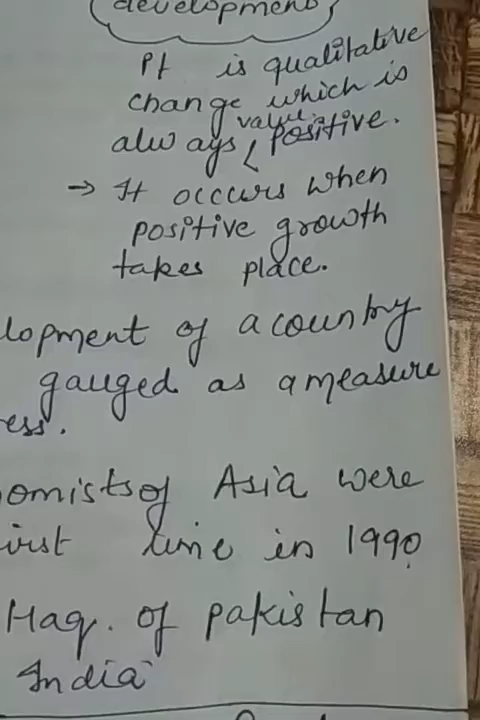 development
It is qualitative
change which is
always value positive.
→ It occurs when
positive growth
takes place.
lopment of a country
gauged as a measure
ess.
omists of Asia were
irst time in 1990
Haq. of pakistan
India